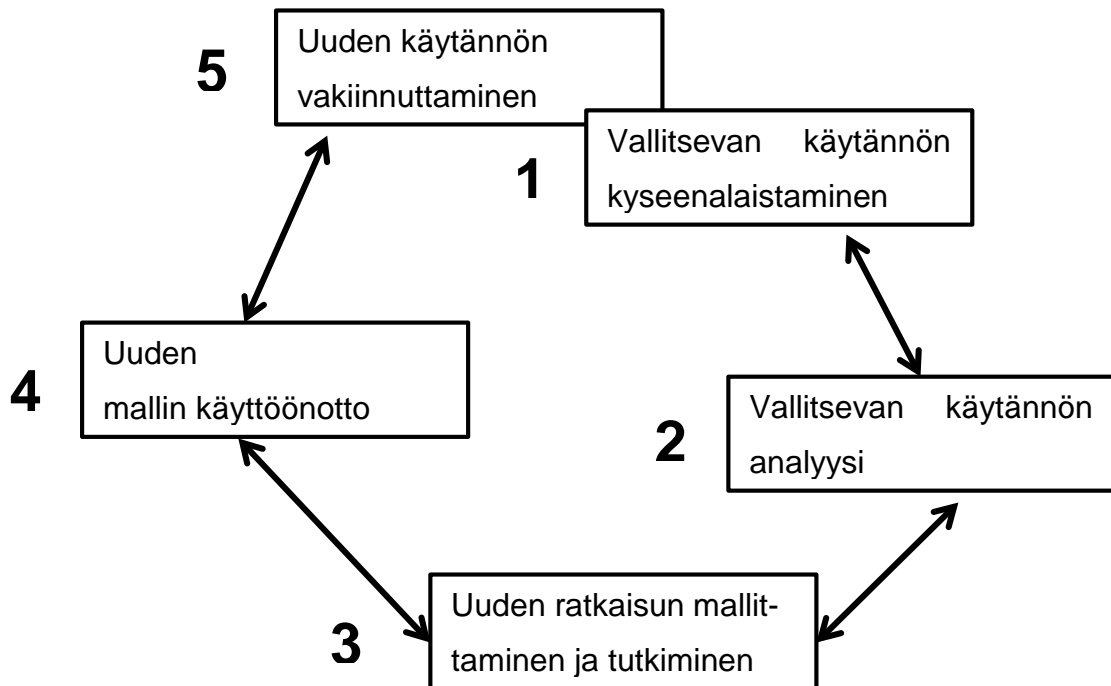 5
Uuden käytännön
vakiinnuttaminen
1
Vallitsevan käytännön
kyseenalaistaminen
4
Uuden
mallin käyttöönotto
2
Vallitsevan käytännön
analyysi
3
Uuden ratkaisun mallit-
taminen ja tutkiminen